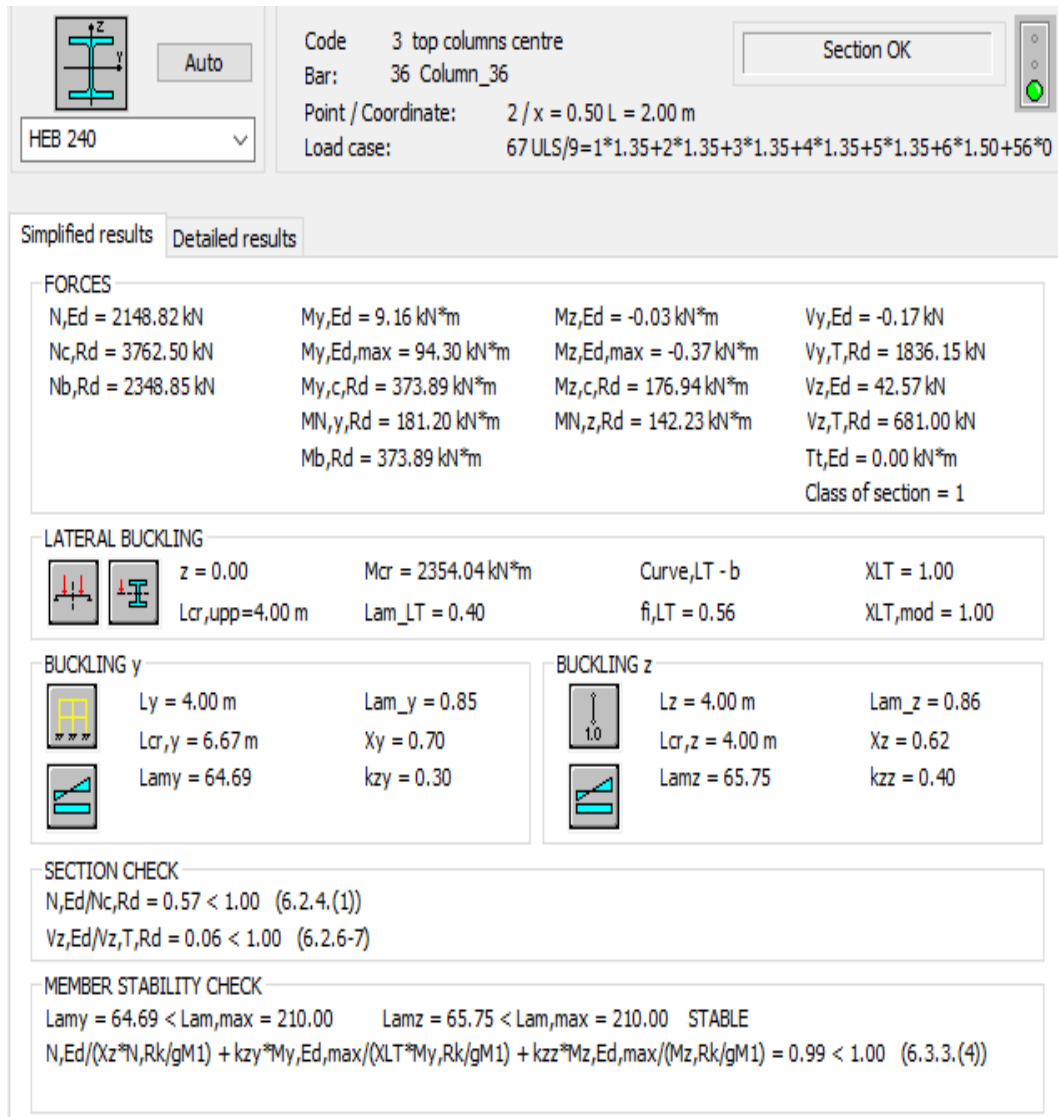 Z
Y
Auto
HEB 240
Code 3 top columns centre
Bar: 36 Column_36
Point / Coordinate: 2 / x = 0.50 L = 2.00 m
Load case: 67 ULS/9=1*1.35+2*1.35+3*1.35+4*1.35+5*1.35+6*1.50+56*0
Section OK
Simplified results Detailed results
FORCES
N,Ed = 2148.82 kN My,Ed = 9.16 kN*m Mz,Ed = -0.03 kN*m Vy,Ed = -0.17 kN
Nc,Rd = 3762.50 kN My,Ed,max = 94.30 kN*m Mz,Ed,max = -0.37 kN*m Vy,T,Rd = 1836.15 kN
Nb,Rd = 2348.85 kN My,c,Rd = 373.89 kN*m Mz,c,Rd = 176.94 kN*m Vz,Ed = 42.57 kN
MN,y,Rd = 181.20 kN*m MN,z,Rd = 142.23 kN*m Vz,T,Rd = 681.00 kN
Mb,Rd = 373.89 kN*m Tt,Ed = 0.00 kN*m
Class of section = 1
LATERAL BUCKLING
z = 0.00 Mcr = 2354.04 kN*m Curve,LT - b XLT = 1.00
Lcr,upp=4.00 m Lam_LT = 0.40 fi,LT = 0.56 XLT,mod = 1.00
BUCKLING y
Ly = 4.00 m Lam_y = 0.85
Lcr,y = 6.67 m Xy = 0.70
Lamy = 64.69 kzy = 0.30
BUCKLING z
1.0
Lz = 4.00 m Lam_z = 0.86
Lcr,z = 4.00 m Xz = 0.62
Lamz = 65.75 kzz = 0.40
SECTION CHECK
N,Ed/Nc,Rd = 0.57 < 1.00 (6.2.4.(1))
Vz,Ed/Vz,T,Rd = 0.06 < 1.00 (6.2.6-7)
MEMBER STABILITY CHECK
Lamy = 64.69 < Lam,max = 210.00 Lamz = 65.75 < Lam,max = 210.00 STABLE
N,Ed/(Xz*N,Rk/gM1) + kzy*My,Ed,max/(XLT*My,Rk/gM1) + kzz*Mz,Ed,max/(Mz,Rk/gM1) = 0.99 < 1.00 (6.3.3.(4))